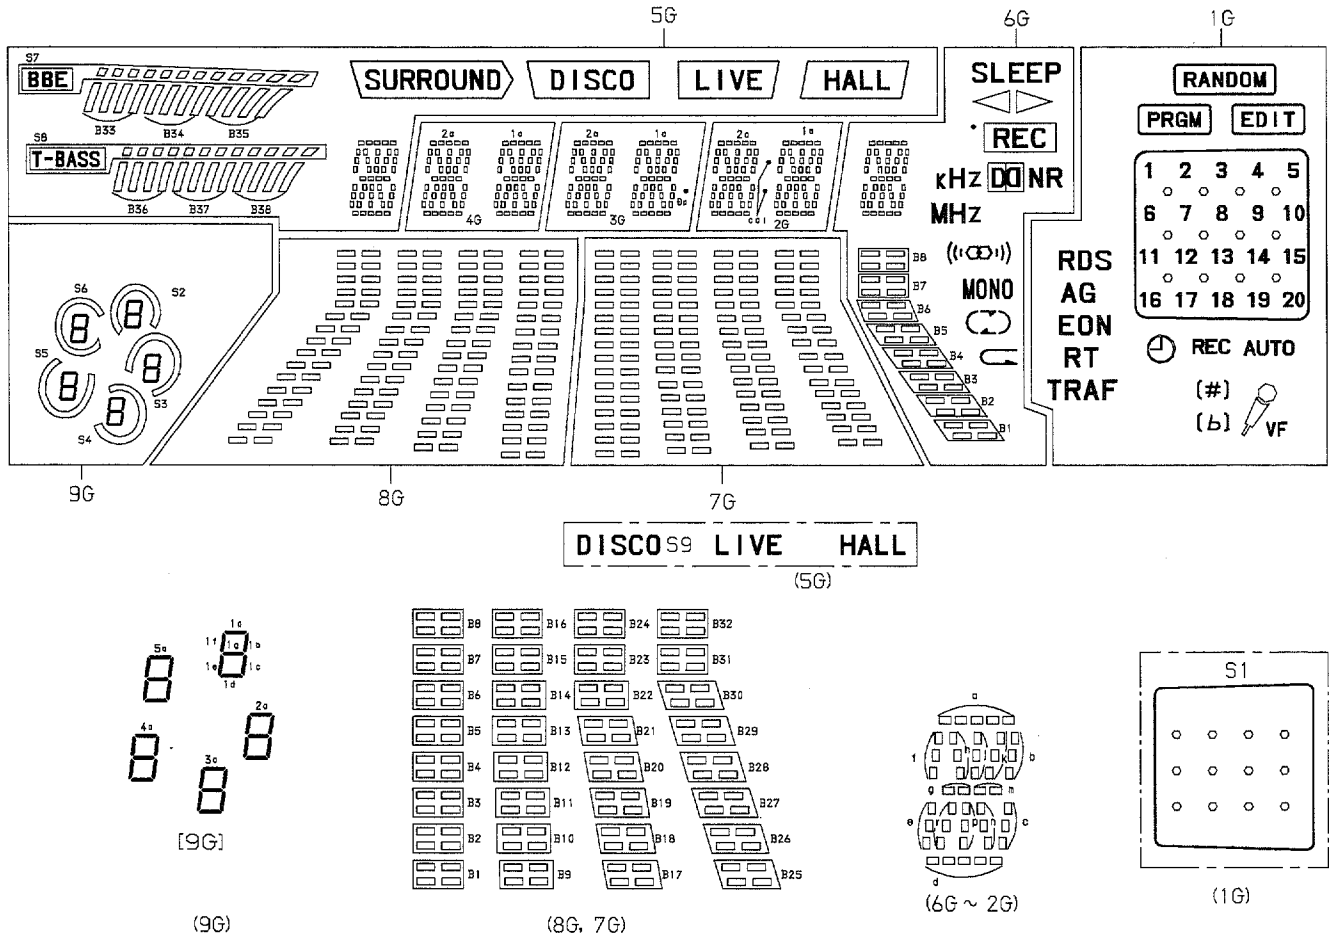 5G 6G 1G
S7
BBE
B33 B34 B35
S8
T-BASS
B36 B37 B38
SURROUND DISCO LIVE HALL
2a 1a 2a 1a 2a 1a
4G 3G 2G
SLEEP
REC
kHz NR
MHz
MONO
RANDOM
PRGM EDIT
1 2 3 4 5
6 7 8 9 10
11 12 13 14 15
16 17 18 19 20
RDS
AG
EON
RT
TRAF
REC AUTO
(#)
(b) VF
S6 S2
S5
S3
S4
B8
B7
B6
B5
B4
B3
B2
B1
9G 8G 7G
DISCO S9 LIVE HALL
(5G)
1a
1f 1g 1b
1e 1c
1d
5a
2a
4a
3a
[9G]
(9G)
B8 B16 B24 B32
B7 B15 B23 B31
B6 B14 B22 B30
B5 B13 B21 B29
B4 B12 B20 B28
B3 B11 B19 B27
B2 B10 B18 B26
B1 B9 B17 B25
(8G, 7G)
a
f h k b
g m
e r p n c
d
(6G ~ 2G)
S1
(1G)